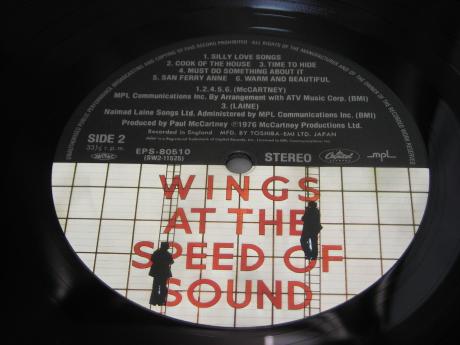 1. SILLY LOVE SONGS
2. COOK OF THE HOUSE 3. TIME TO HIDE
4. MUST DO SOMETHING ABOUT IT
5. SAN FERRY ANNE 6. WARM AND BEAUTIFUL
1.2.4.5.6. (McCARTNEY)
MPL Communications Inc. By Arrangement with ATV Music Corp. (BMI)
3. (LAINE)
Naimad Laine Songs Ltd. Administered by MPL Communications Inc. (BMI)
Produced by Paul McCartney ℗1976 McCartney Productions Ltd.
Recorded in England MFG. BY TOSHIBA-EMI LTD. JAPAN
SIDE 2
33⅓ r.p.m.
EPS-80510
(SW2-11525)
STEREO
Capitol
mpl
WINGS
AT THE
SPEED OF
SOUND